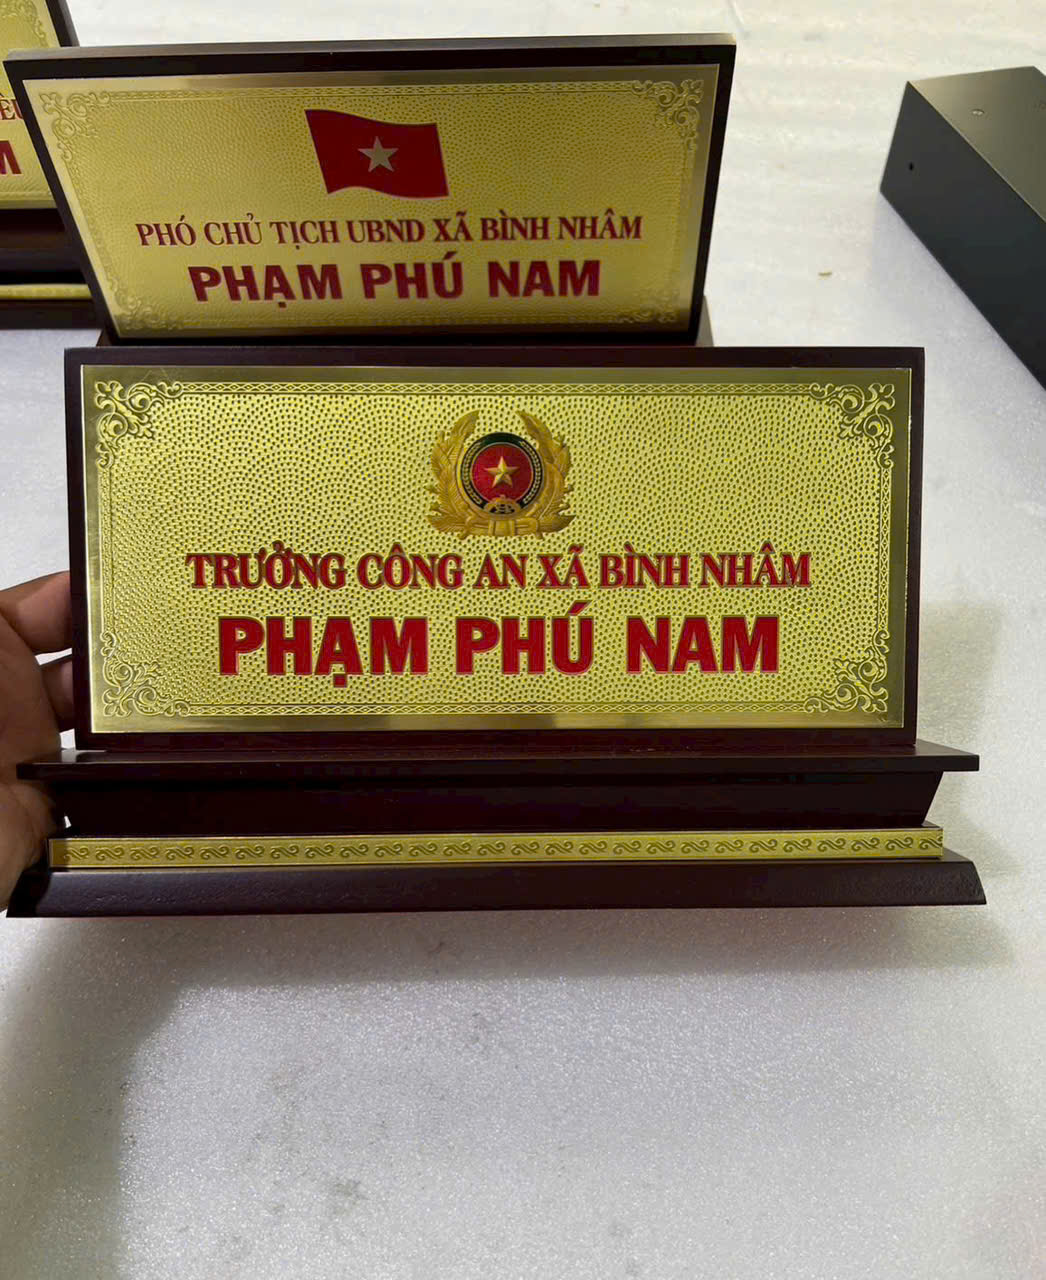 PHÓ CHỦ TỊCH UBND XÃ BÌNH NHÂM
PHẠM PHÚ NAM
TRƯỞNG CÔNG AN XÃ BÌNH NHÂM
PHẠM PHÚ NAM